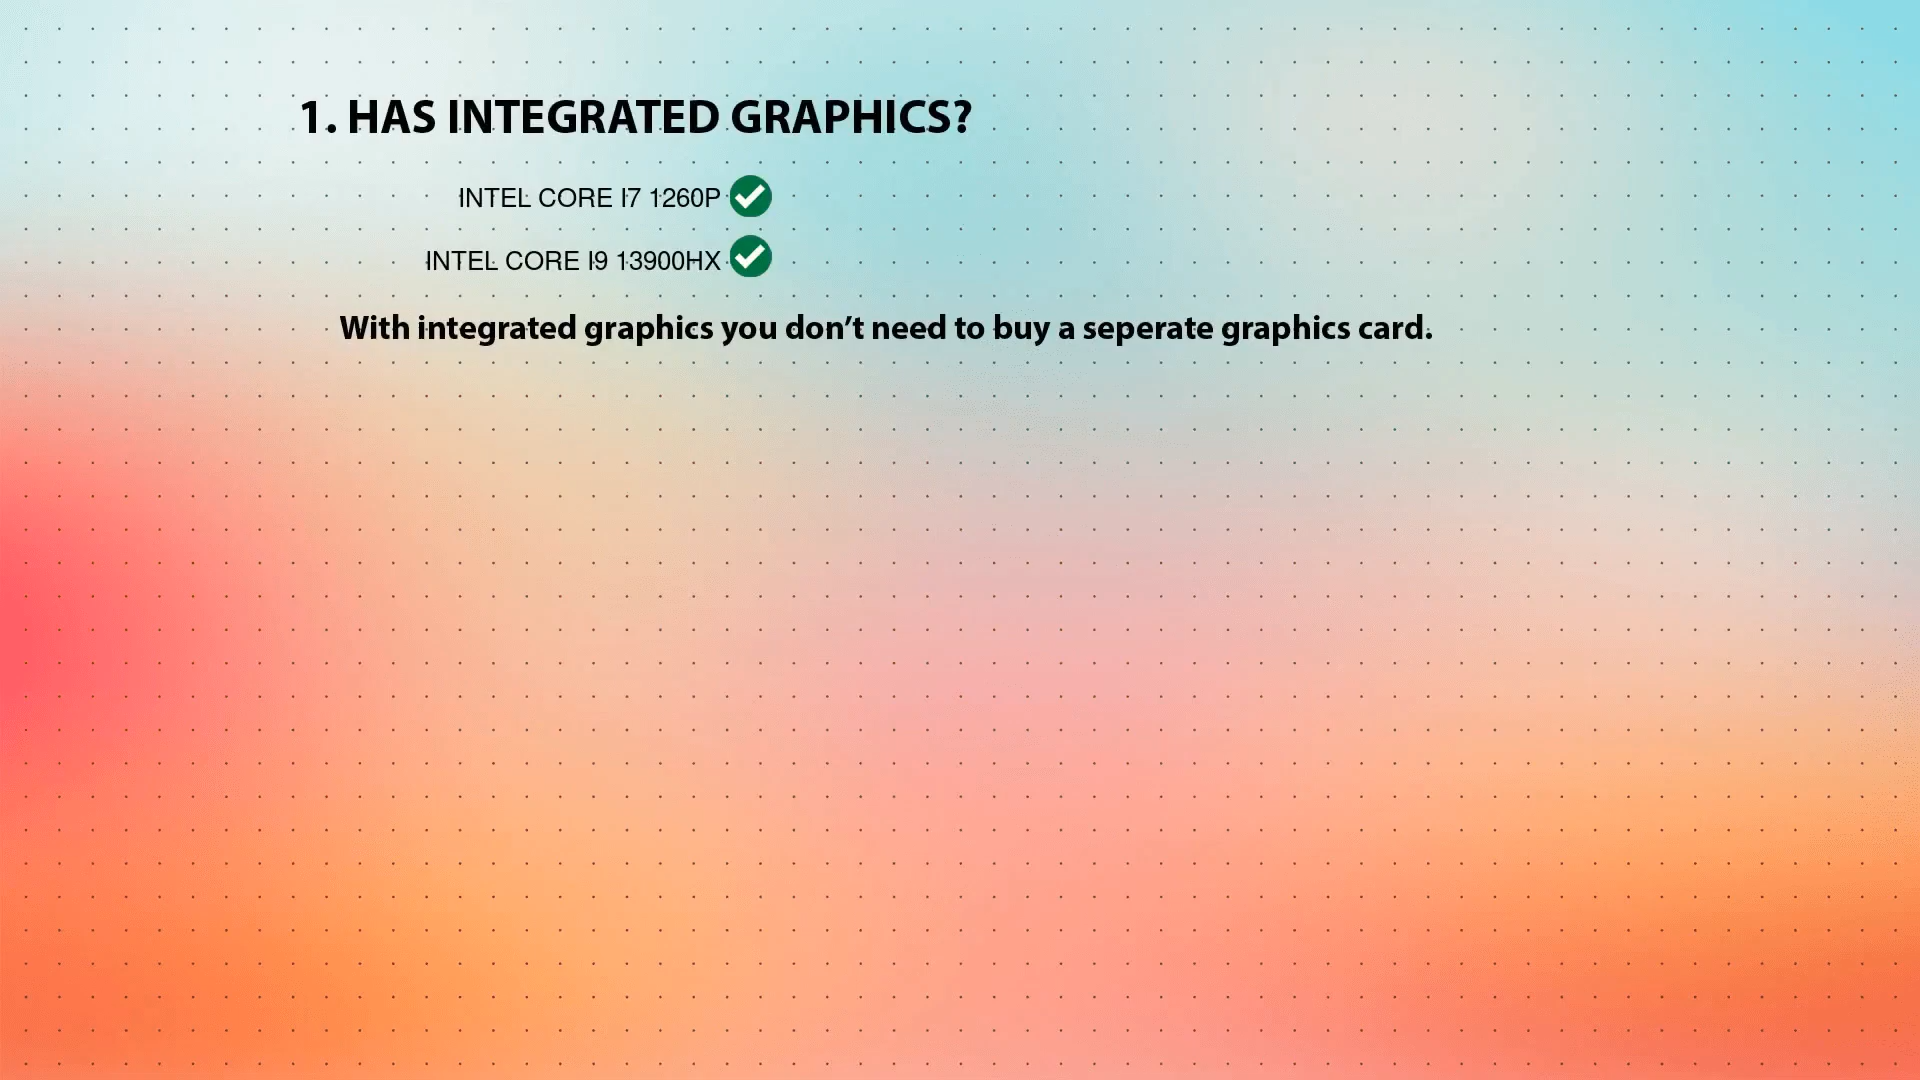 1. HAS INTEGRATED GRAPHICS?
INTEL CORE I7 1260P
INTEL CORE I9 13900HX
With integrated graphics you don’t need to buy a seperate graphics card.